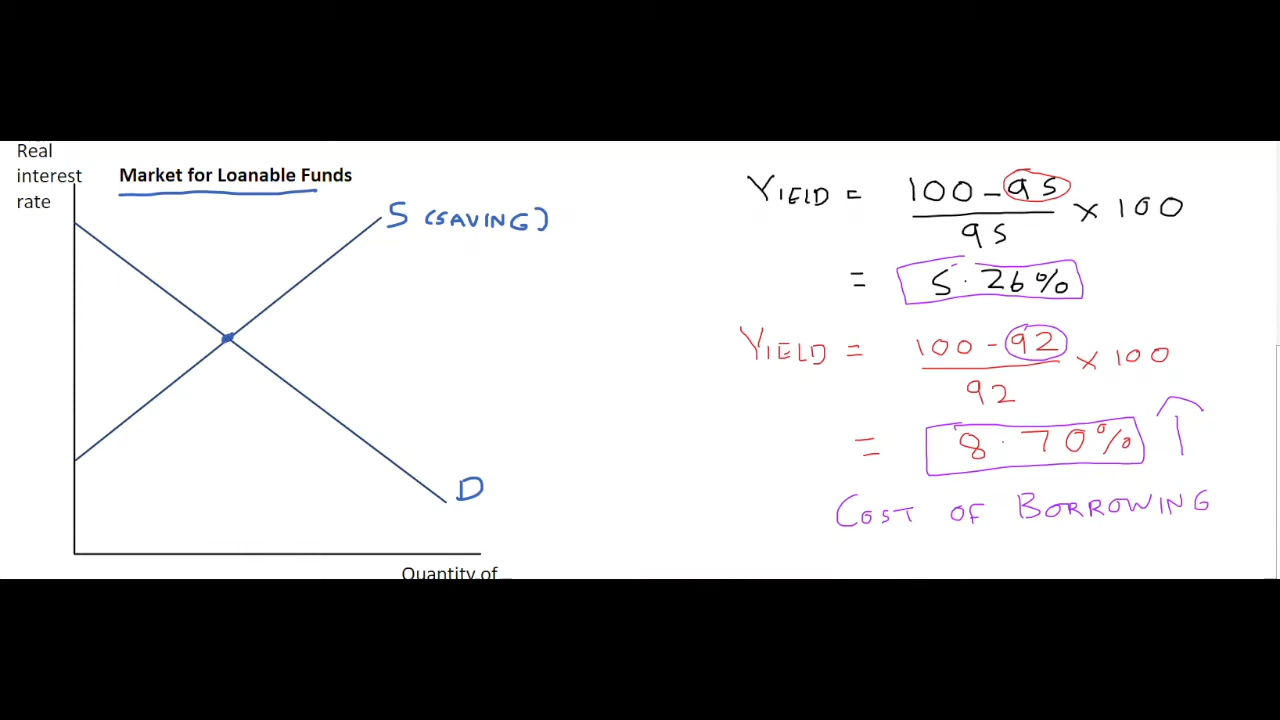 Real
interest
rate
Market for Loanable Funds
S (SAVING)
D
Quantity of
YIELD = 100 - 95
95
× 100
= 5.26%
YIELD = 100 - 92
92
× 100
= 8.70% ↑
COST OF BORROWING